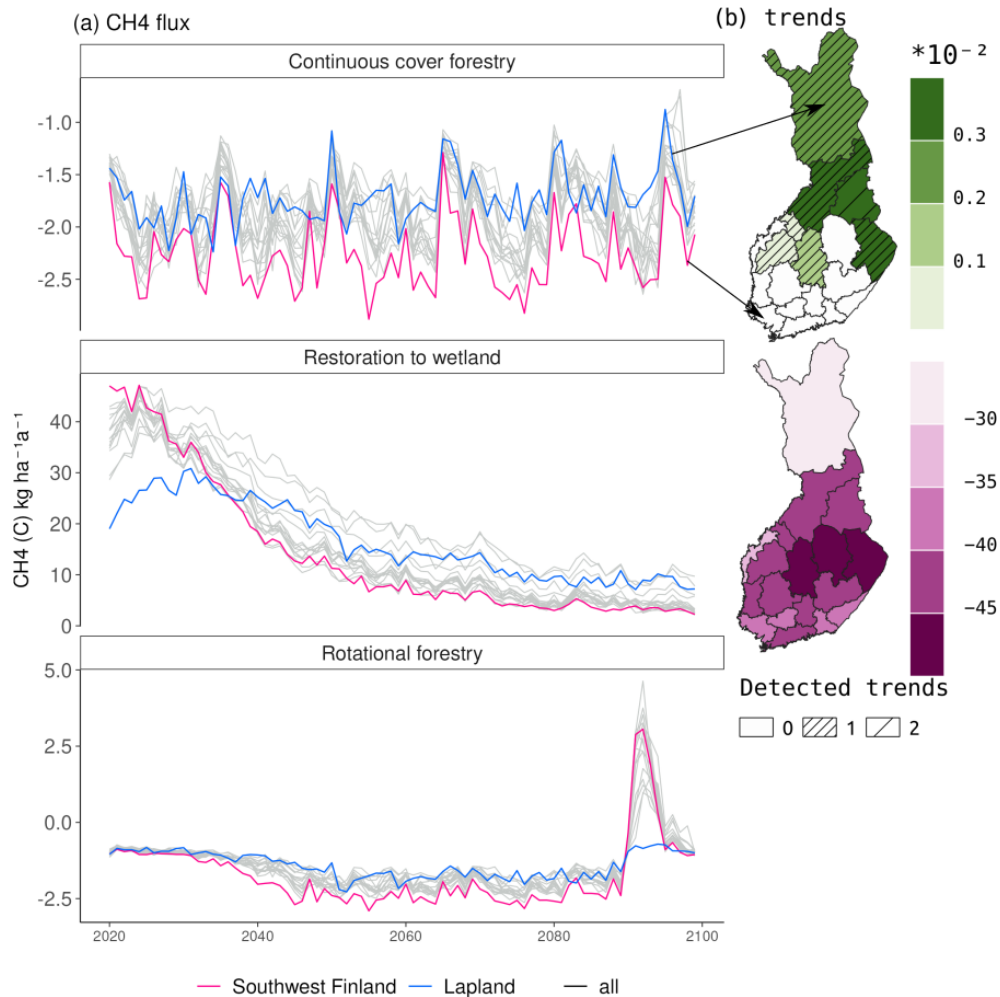 (a) CH4 flux
(b) trends
Continuous cover forestry
*10⁻²
-1.0
-1.5
-2.0
-2.5
0.3
0.2
0.1
Restoration to wetland
40
30
20
10
0
CH4 (C) kg ha⁻¹a⁻¹
-30
-35
-40
-45
Rotational forestry
Detected trends
0 1 2
5.0
2.5
0.0
-2.5
2020 2040 2060 2080 2100
Southwest Finland Lapland all